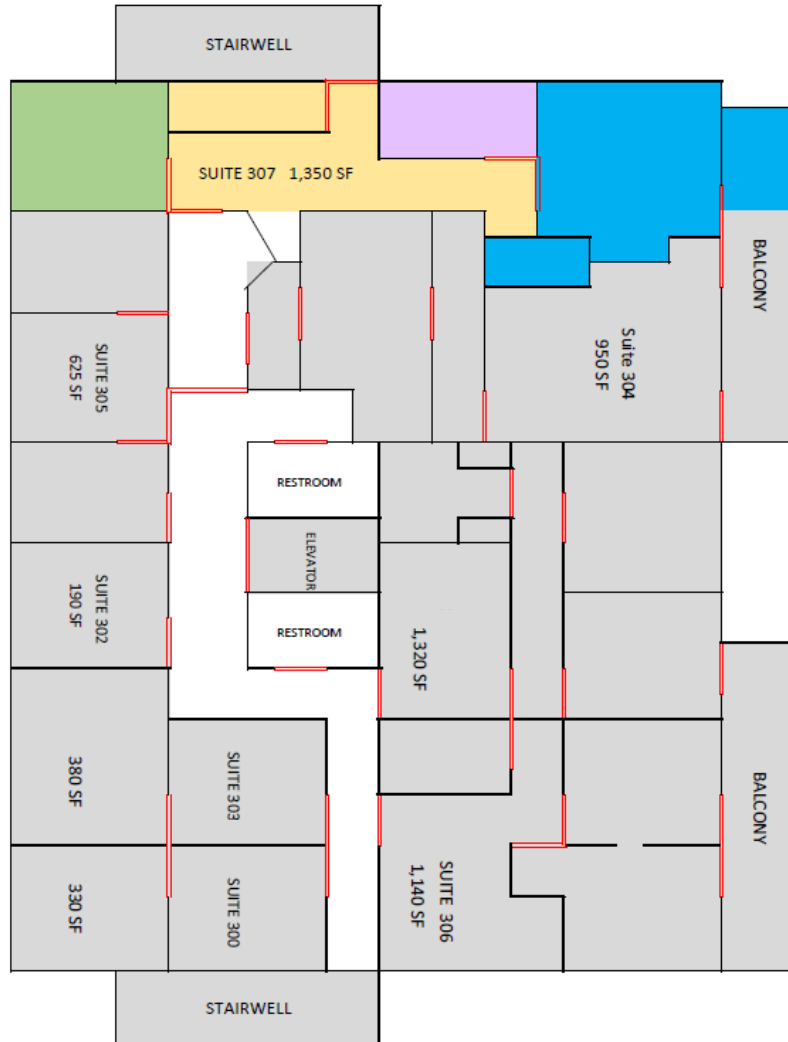 STAIRWELL
SUITE 307 1,350 SF
BALCONY
Suite 304
950 SF
SUITE 305
625 SF
RESTROOM
ELEVATOR
SUITE 302
190 SF
RESTROOM
1,320 SF
380 SF
SUITE 303
BALCONY
330 SF
SUITE 300
SUITE 306
1,140 SF
STAIRWELL